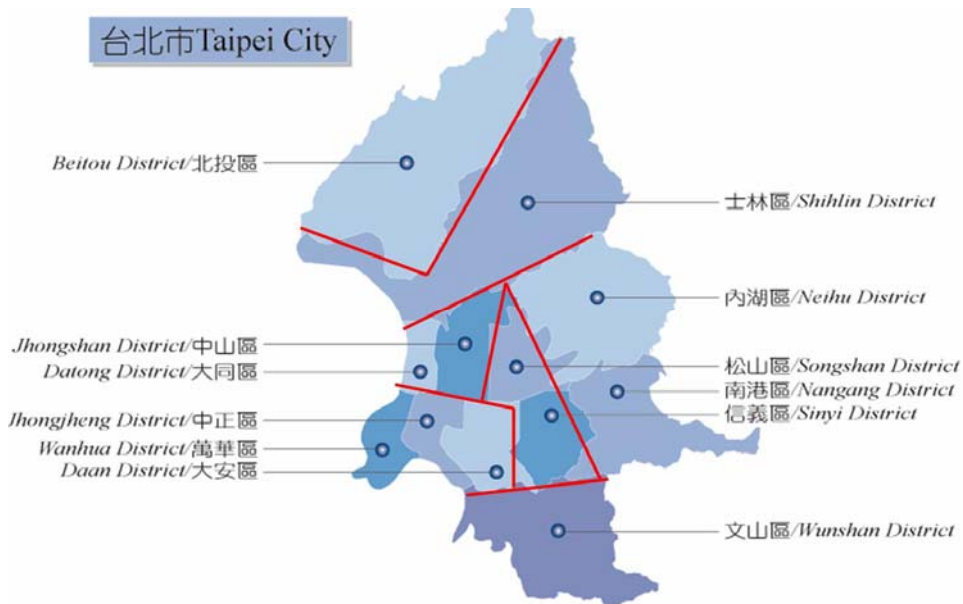 台北市Taipei City
Beitou District/北投區
士林區/Shihlin District
內湖區/Neihu District
Jhongshan District/中山區
Datong District/大同區
松山區/Songshan District
南港區/Nangang District
Jhongjheng District/中正區
信義區/Sinyi District
Wanhua District/萬華區
Daan District/大安區
文山區/Wunshan District